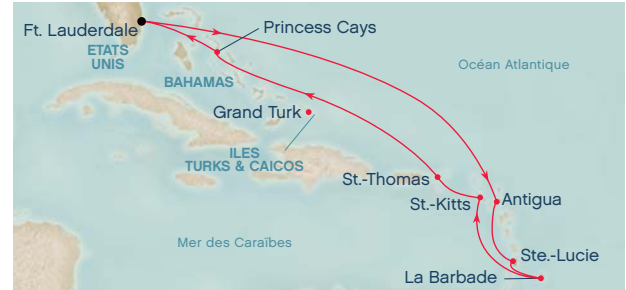 Ft. Lauderdale
Princess Cays
ETATS
UNIS
Océan Atlantique
BAHAMAS
Grand Turk
ILES
TURKS & CAICOS
St.-Thomas
St.-Kitts
Antigua
Mer des Caraïbes
Ste.-Lucie
La Barbade